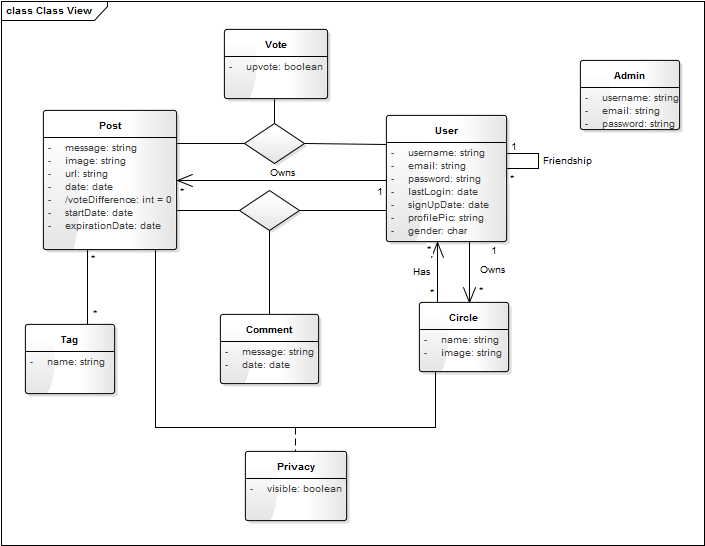 class Class View
Vote
- upvote: boolean
Admin
- username: string
- email: string
- password: string
Post
- message: string
- image: string
- url: string
- date: date
- /voteDifference: int = 0
- startDate: date
- expirationDate: date
User
- username: string
- email: string
- password: string
- lastLogin: date
- signUpDate: date
- profilePic: string
- gender: char
1
Friendship
*
Owns
*
1
*
1
Has
Owns
*
*
*
*
Tag
- name: string
Comment
- message: string
- date: date
Circle
- name: string
- image: string
Privacy
- visible: boolean